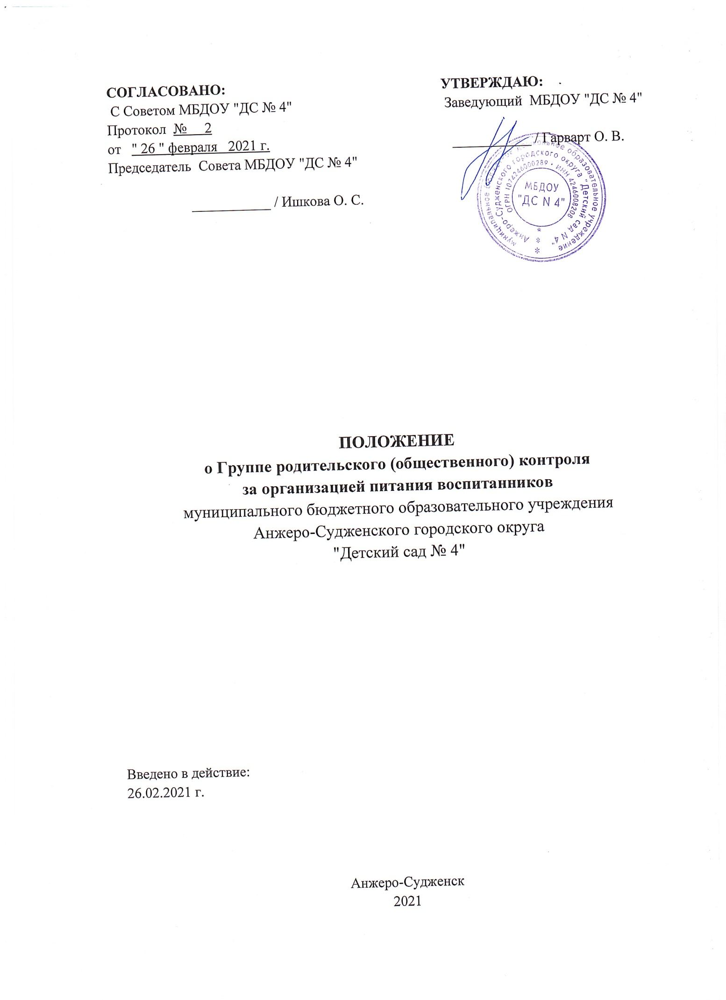 СОГЛАСОВАНО:
С Советом МБДОУ "ДС № 4"
Протокол № 2
от " 26 " февраля 2021 г.
Председатель Совета МБДОУ "ДС № 4"
____________ / Ишкова О. С.
УТВЕРЖДАЮ:
Заведующий МБДОУ "ДС № 4"
____________ / Гарварт О. В.
муниципальное образовательное учреждение
Анжеро-Судженского городского округа "Детский сад N 4"
ОГРН 1074246000289 • ИНН 4246008208
МБДОУ
"ДС N 4"
ПОЛОЖЕНИЕ
о Группе родительского (общественного) контроля
за организацией питания воспитанников
муниципального бюджетного образовательного учреждения
Анжеро-Судженского городского округа
"Детский сад № 4"
Введено в действие:
26.02.2021 г.
Анжеро-Судженск
2021